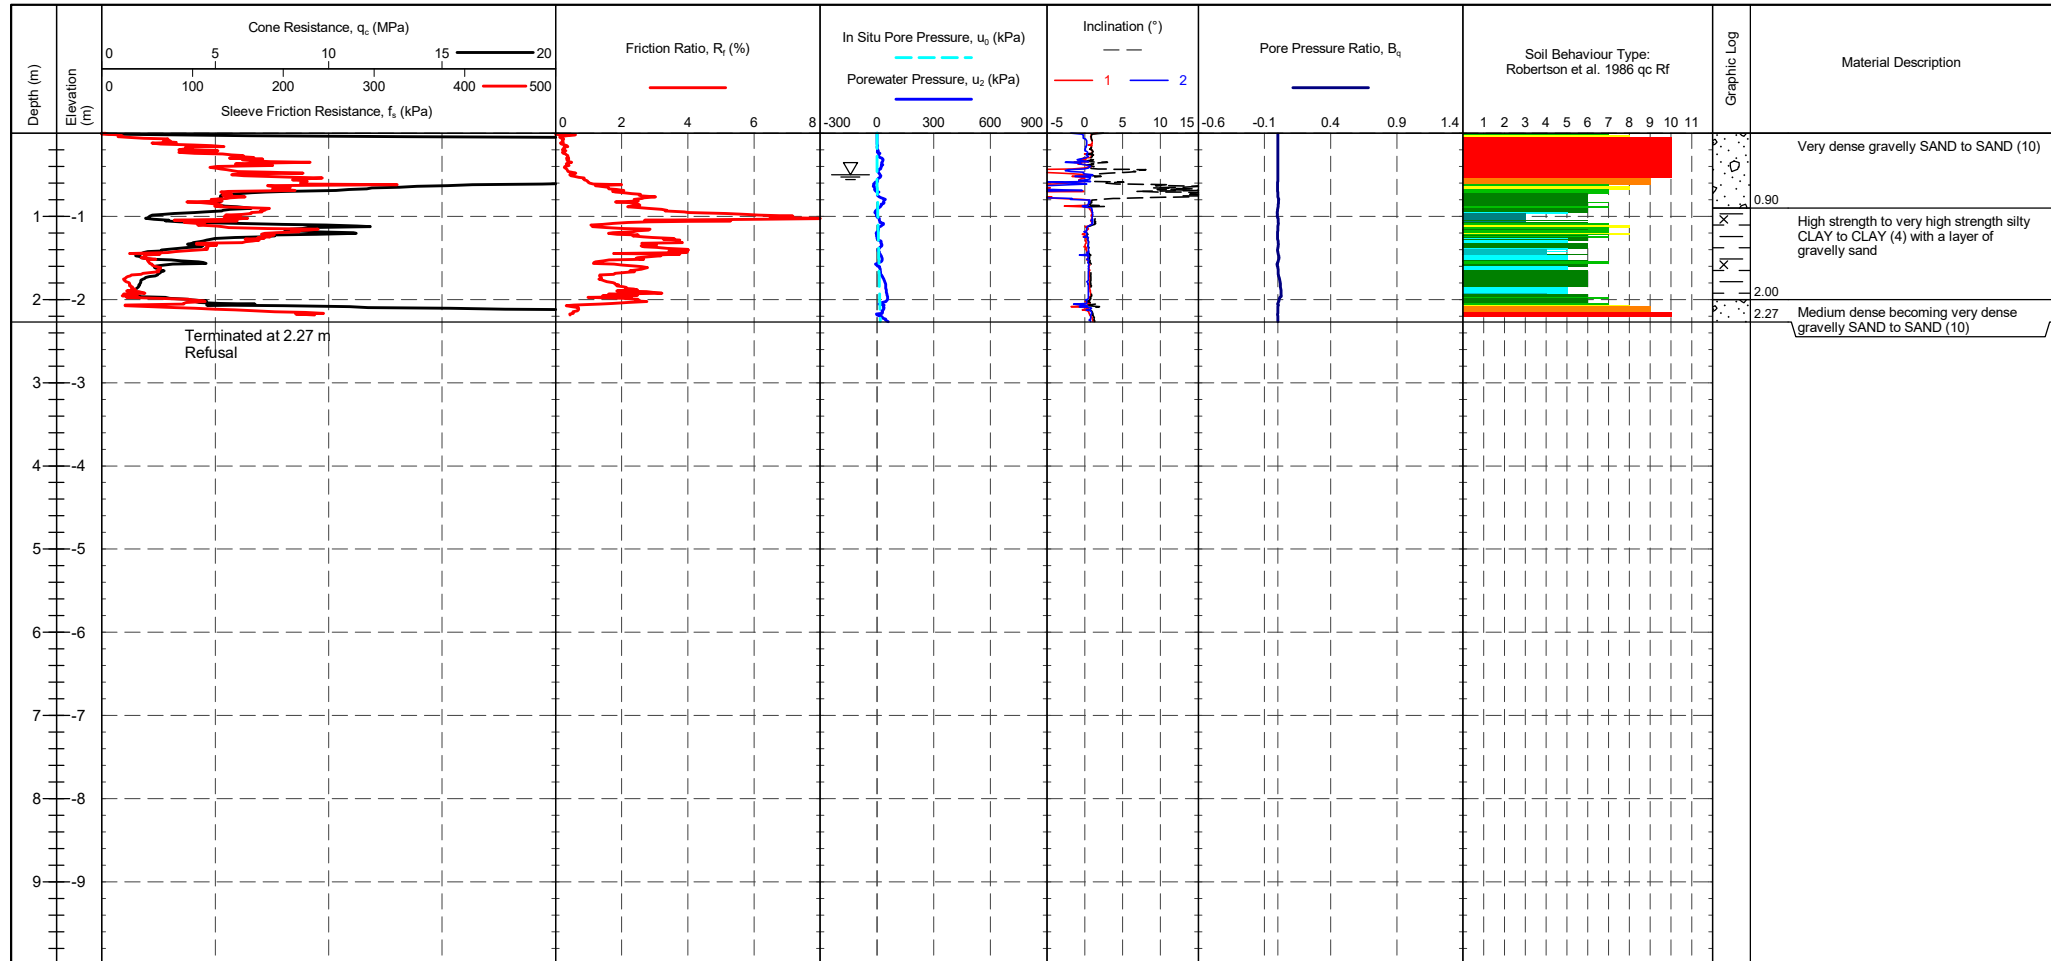 Depth (m)
Elevation
(m)
Cone Resistance, qc (MPa)
0 5 10 15 20
0 100 200 300 400 500
Sleeve Friction Resistance, fs (kPa)
Friction Ratio, Rf (%)
0 2 4 6 8
In Situ Pore Pressure, u0 (kPa)
Porewater Pressure, u2 (kPa)
-300 0 300 600 900
Inclination (°)
1 2
-5 0 5 10 15
Pore Pressure Ratio, Bq
-0.6 -0.1 0.4 0.9 1.4
Soil Behaviour Type:
Robertson et al. 1986 qc Rf
1 2 3 4 5 6 7 8 9 10 11
Graphic Log
Material Description
Very dense gravelly SAND to SAND (10)
0.90
1 -1
High strength to very high strength silty
CLAY to CLAY (4) with a layer of
gravelly sand
2.00
2 -2
2.27
Medium dense becoming very dense
gravelly SAND to SAND (10)
Terminated at 2.27 m
Refusal
3 -3
4 -4
5 -5
6 -6
7 -7
8 -8
9 -9